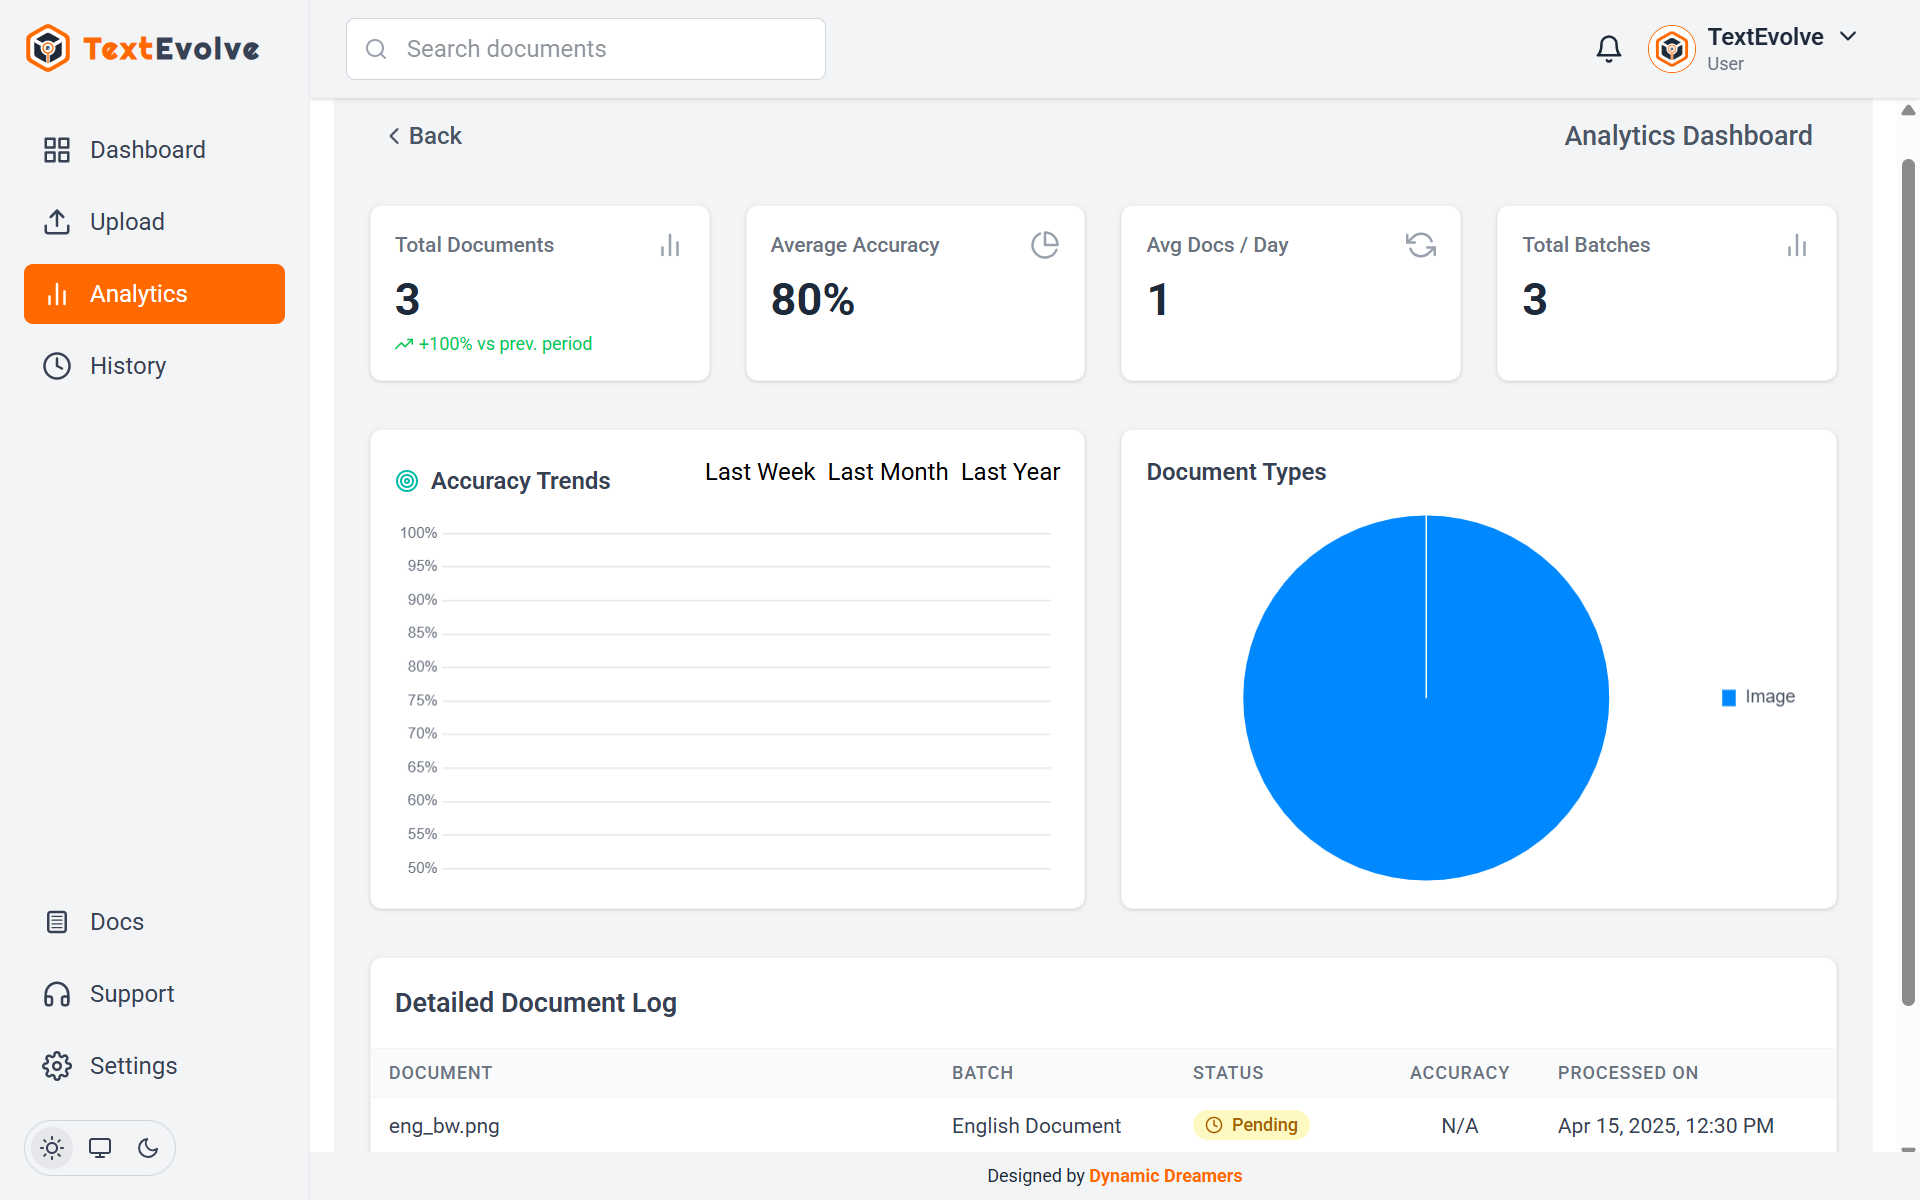 TextEvolve
Search documents
TextEvolve
User
Dashboard
Upload
Analytics
History
Docs
Support
Settings
Back
Analytics Dashboard
Total Documents
3
+100% vs prev. period
Average Accuracy
80%
Avg Docs / Day
1
Total Batches
3
Accuracy Trends
Last Week Last Month Last Year
100%
95%
90%
85%
80%
75%
70%
65%
60%
55%
50%
Document Types
Image
Detailed Document Log
DOCUMENT BATCH STATUS ACCURACY PROCESSED ON
eng_bw.png English Document Pending N/A Apr 15, 2025, 12:30 PM
Designed by Dynamic Dreamers